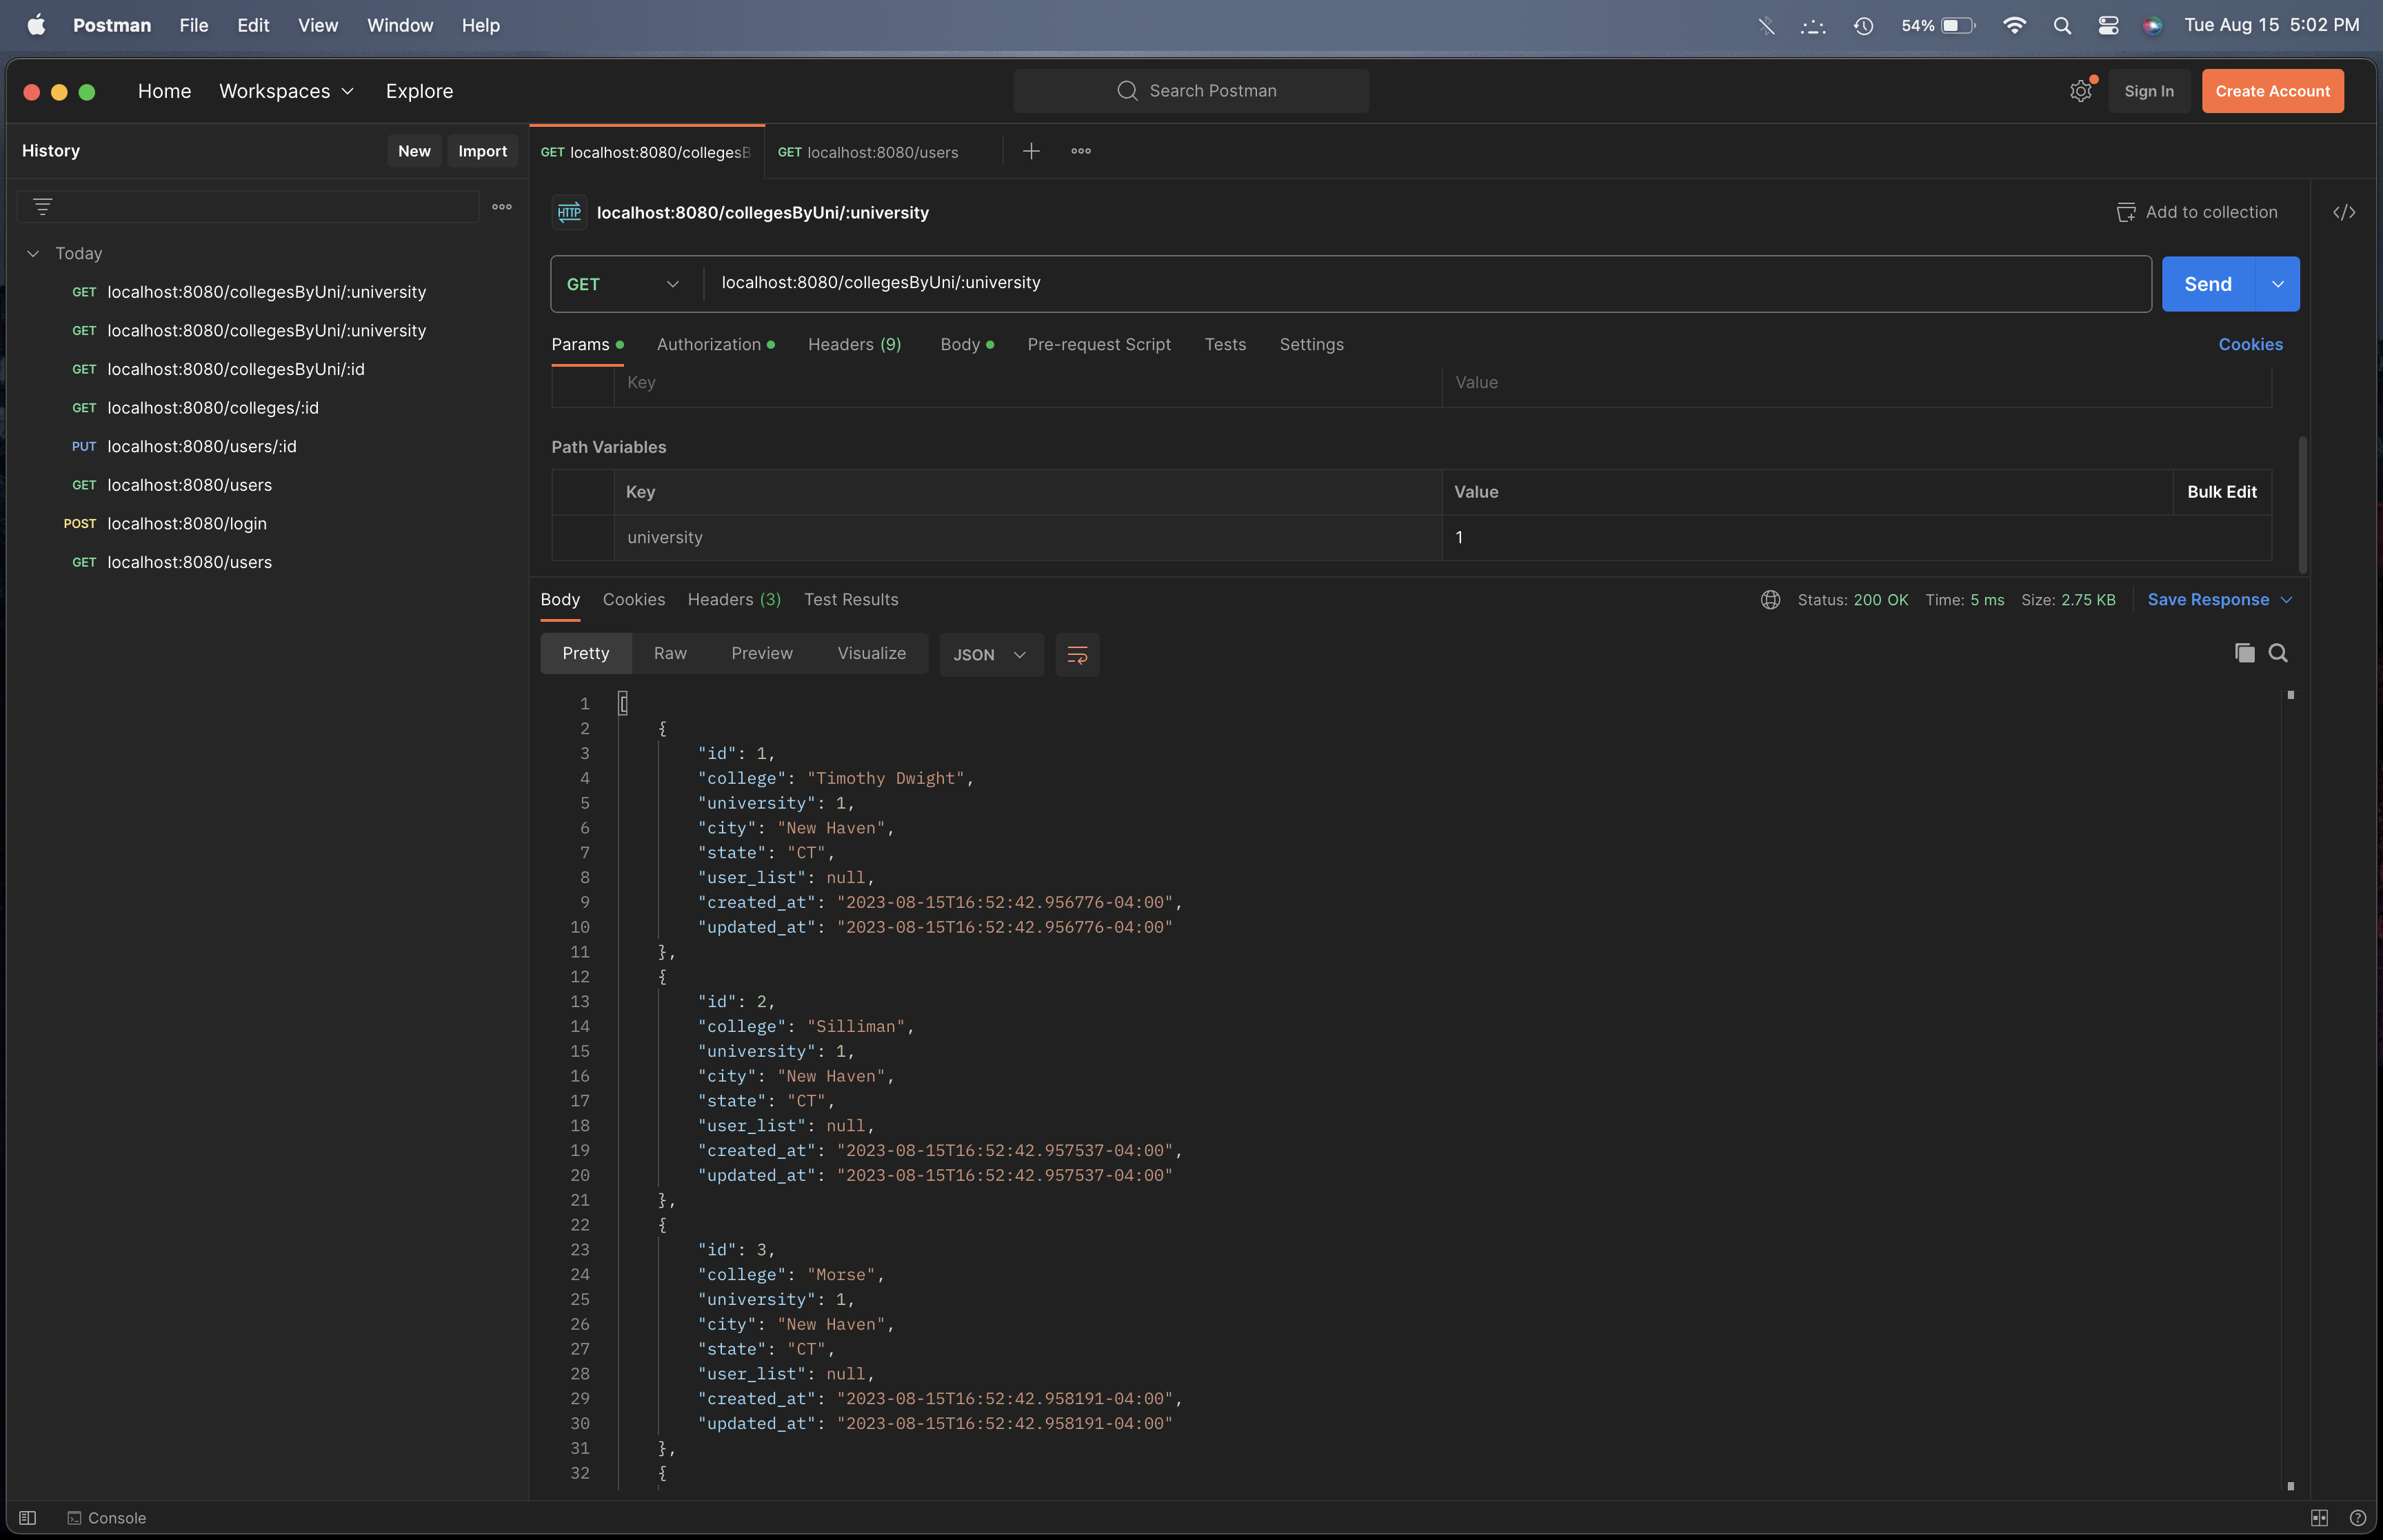 Postman File Edit View Window Help 54% Tue Aug 15 5:02 PM
Home Workspaces Explore Search Postman Sign In Create Account
History New Import
GET localhost:8080/collegesB GET localhost:8080/users
HTTP localhost:8080/collegesByUni/:university Add to collection </>
Today
GET localhost:8080/collegesByUni/:university
GET localhost:8080/collegesByUni/:university
GET localhost:8080/collegesByUni/:id
GET localhost:8080/colleges/:id
PUT localhost:8080/users/:id
GET localhost:8080/users
POST localhost:8080/login
GET localhost:8080/users
GET localhost:8080/collegesByUni/:university Send
Params Authorization Headers (9) Body Pre-request Script Tests Settings Cookies
Key Value
Path Variables
Key Value Bulk Edit
university 1
Body Cookies Headers (3) Test Results Status: 200 OK Time: 5 ms Size: 2.75 KB Save Response
Pretty Raw Preview Visualize JSON
1 [
2 {
3 "id": 1,
4 "college": "Timothy Dwight",
5 "university": 1,
6 "city": "New Haven",
7 "state": "CT",
8 "user_list": null,
9 "created_at": "2023-08-15T16:52:42.956776-04:00",
10 "updated_at": "2023-08-15T16:52:42.956776-04:00"
11 },
12 {
13 "id": 2,
14 "college": "Silliman",
15 "university": 1,
16 "city": "New Haven",
17 "state": "CT",
18 "user_list": null,
19 "created_at": "2023-08-15T16:52:42.957537-04:00",
20 "updated_at": "2023-08-15T16:52:42.957537-04:00"
21 },
22 {
23 "id": 3,
24 "college": "Morse",
25 "university": 1,
26 "city": "New Haven",
27 "state": "CT",
28 "user_list": null,
29 "created_at": "2023-08-15T16:52:42.958191-04:00",
30 "updated_at": "2023-08-15T16:52:42.958191-04:00"
31 },
32 {
Console